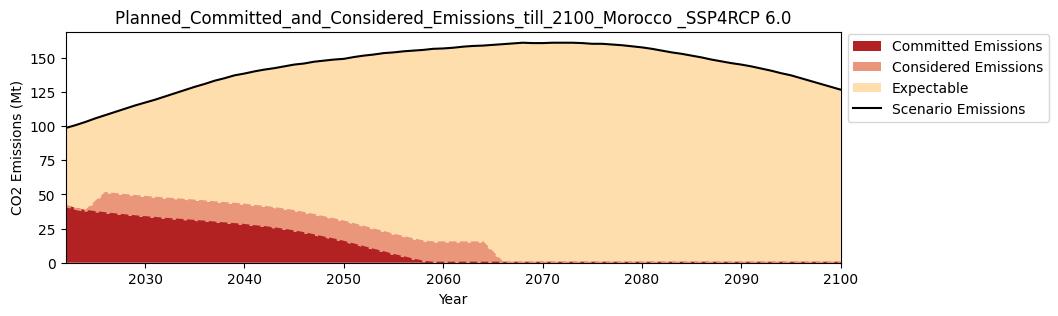 Planned_Committed_and_Considered_Emissions_till_2100_Morocco _SSP4RCP 6.0
CO2 Emissions (Mt)
150
125
100
75
50
25
0
2030 2040 2050 2060 2070 2080 2090 2100
Year
Committed Emissions
Considered Emissions
Expectable
Scenario Emissions